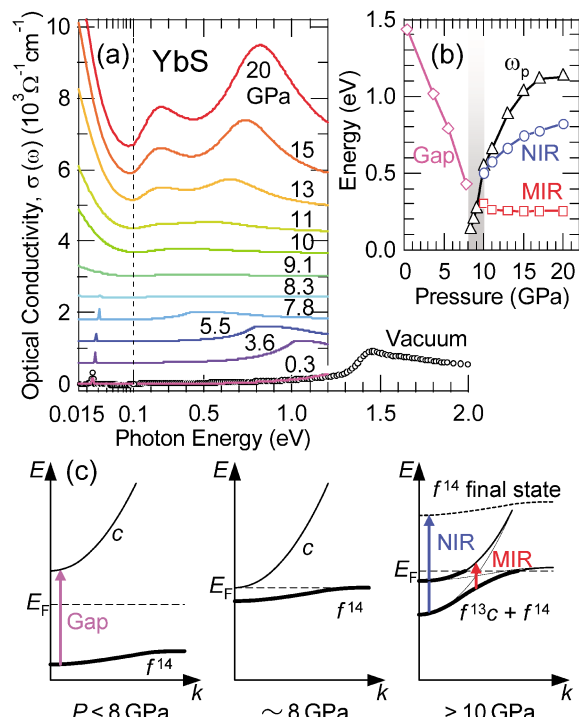 Optical Conductivity, σ (ω) (10³Ω⁻¹ cm⁻¹)
10
8
6
4
2
0
(a)
YbS
20
GPa
15
13
11
10
9.1
8.3
7.8
5.5
3.6
0.3
Vacuum
0.015
0.1
0.5
1.0
1.5
2.0
Photon Energy (eV)
Energy (eV)
1.5
1.0
0.5
0.0
(b)
ωp
Gap
NIR
MIR
0
10
20
Pressure (GPa)
(c)
E
c
EF
Gap
f¹⁴
k
P < 8 GPa
E
c
EF
f¹⁴
k
~ 8 GPa
E
f¹⁴ final state
NIR
MIR
EF
f¹³c + f¹⁴
k
> 10 GPa